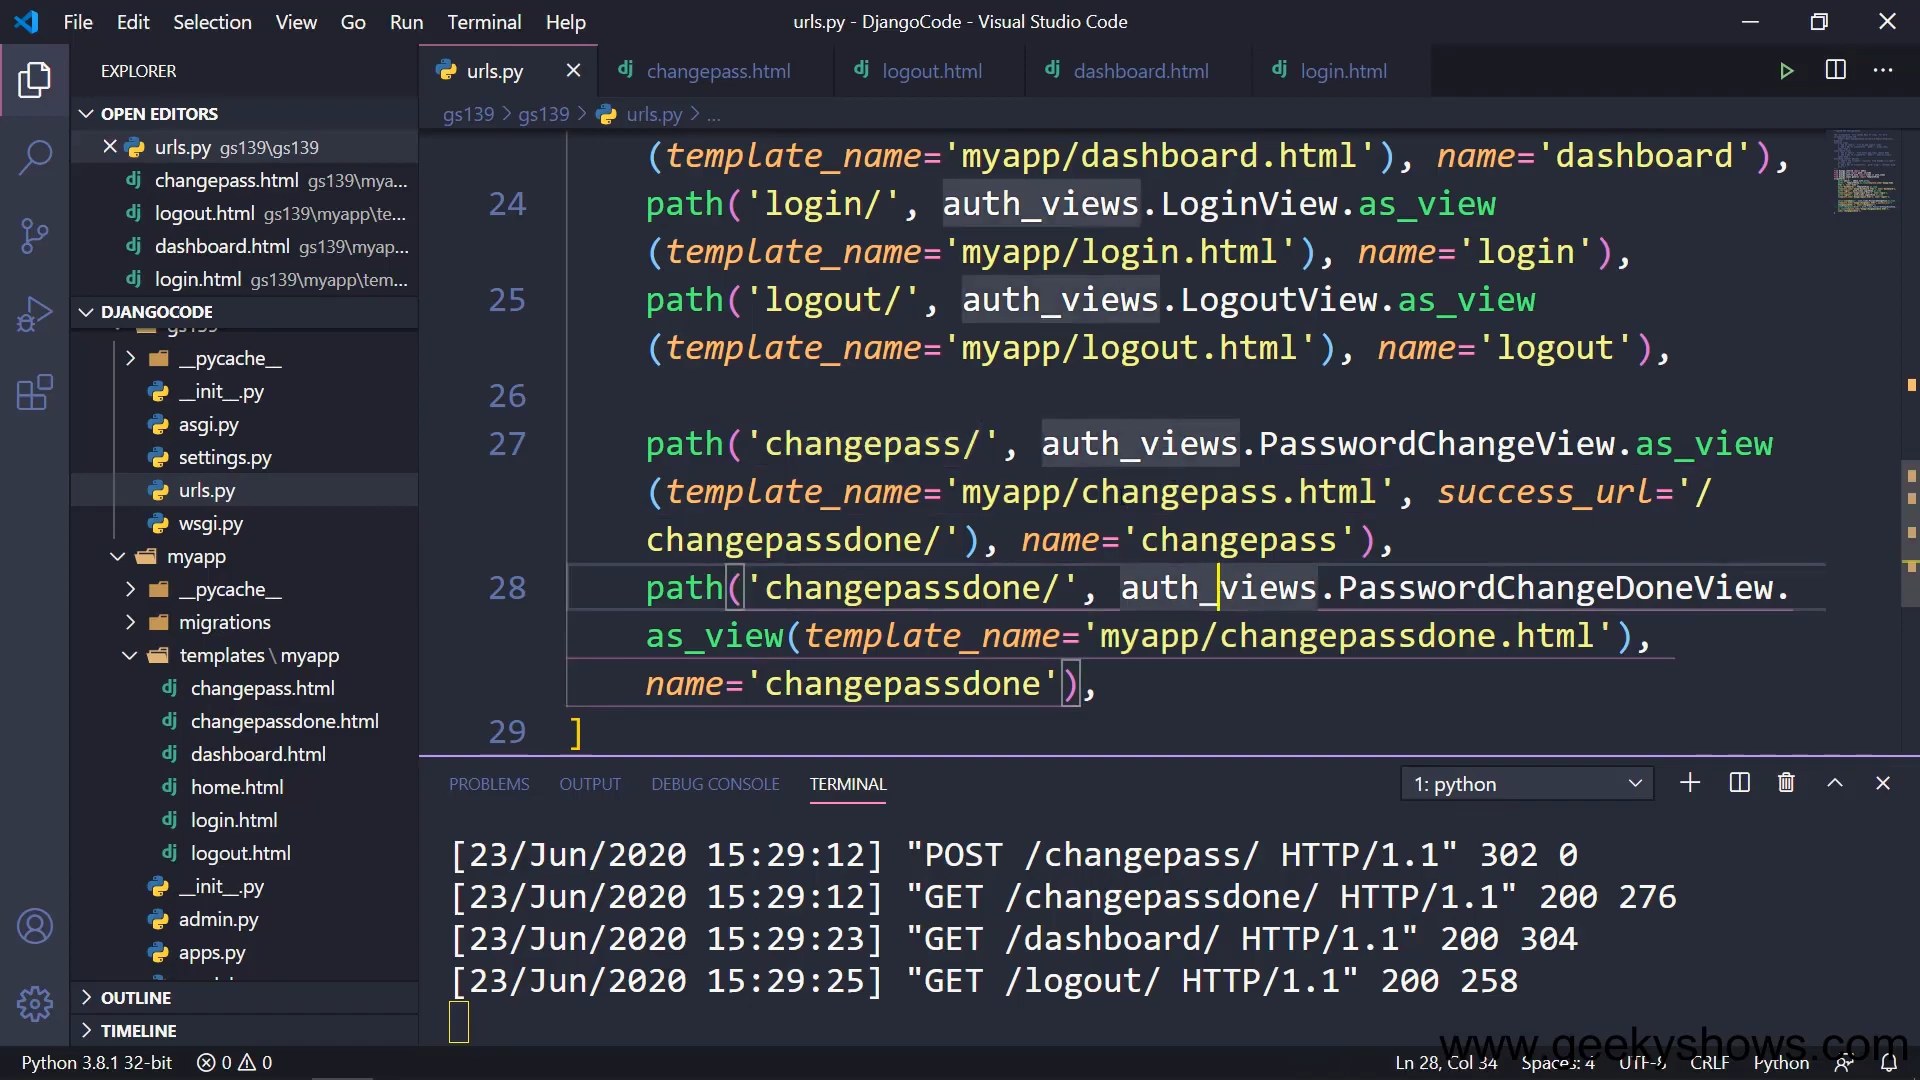 File Edit Selection View Go Run Terminal Help
urls.py - DjangoCode - Visual Studio Code
EXPLORER
urls.py
changepass.html
logout.html
dashboard.html
login.html
OPEN EDITORS
urls.py gs139\gs139
changepass.html gs139\mya...
logout.html gs139\myapp\te...
dashboard.html gs139\myap...
login.html gs139\myapp\tem...
DJANGOCODE
gs139
__pycache__
__init__.py
asgi.py
settings.py
urls.py
wsgi.py
myapp
__pycache__
migrations
templates \ myapp
changepass.html
changepassdone.html
dashboard.html
home.html
login.html
logout.html
__init__.py
admin.py
apps.py
OUTLINE
TIMELINE
gs139 > gs139 > urls.py > ...
(template_name='myapp/dashboard.html'), name='dashboard'),
24 path('login/', auth_views.LoginView.as_view
(template_name='myapp/login.html'), name='login'),
25 path('logout/', auth_views.LogoutView.as_view
(template_name='myapp/logout.html'), name='logout'),
26
27 path('changepass/', auth_views.PasswordChangeView.as_view
(template_name='myapp/changepass.html', success_url='/
changepassdone/'), name='changepass'),
28 path('changepassdone/', auth_views.PasswordChangeDoneView.
as_view(template_name='myapp/changepassdone.html'),
name='changepassdone'),
29 ]
PROBLEMS OUTPUT DEBUG CONSOLE TERMINAL
1: python
[23/Jun/2020 15:29:12] "POST /changepass/ HTTP/1.1" 302 0
[23/Jun/2020 15:29:12] "GET /changepassdone/ HTTP/1.1" 200 276
[23/Jun/2020 15:29:23] "GET /dashboard/ HTTP/1.1" 200 304
[23/Jun/2020 15:29:25] "GET /logout/ HTTP/1.1" 200 258
www.geekyshows.com
Python 3.8.1 32-bit 0 0
Ln 28, Col 34 Spaces: 4 UTF-8 CRLF Python